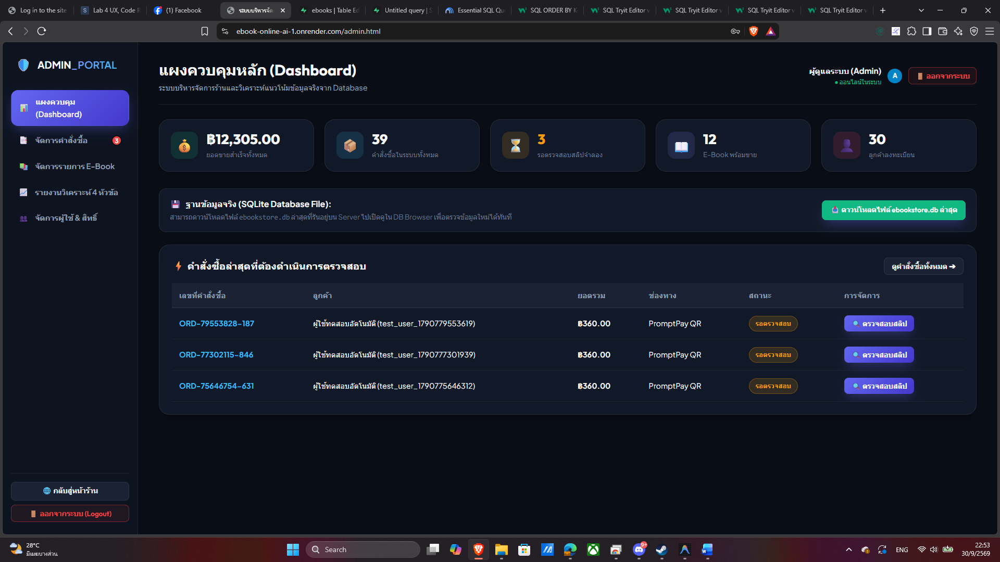 Log in to the site
Lab 4 UX, Code R
(1) Facebook
ระบบบริหารจัด
ebooks | Table Ed
Untitled query | S
Essential SQL Qu
SQL ORDER BY K
SQL Tryit Editor v
SQL Tryit Editor v
SQL Tryit Editor v
SQL Tryit Editor v
ebook-online-ai-1.onrender.com/admin.html
ADMIN_PORTAL
แผงควบคุม
(Dashboard)
จัดการคำสั่งซื้อ
3
จัดการรายการ E-Book
รายงานวิเคราะห์ 4 หัวข้อ
จัดการผู้ใช้ & สิทธิ์
กลับสู่หน้าร้าน
ออกจากระบบ (Logout)
แผงควบคุมหลัก (Dashboard)
ระบบบริหารจัดการร้านและวิเคราะห์แนวโน้มข้อมูลจริงจาก Database
ผู้ดูแลระบบ (Admin)
ออนไลน์ในระบบ
A
ออกจากระบบ
฿12,305.00
ยอดขายสำเร็จทั้งหมด
39
คำสั่งซื้อในระบบทั้งหมด
3
รอตรวจสอบสลิปจำลอง
12
E-Book พร้อมขาย
30
ลูกค้าลงทะเบียน
ฐานข้อมูลจริง (SQLite Database File):
สามารถดาวน์โหลดไฟล์ ebookstore.db ล่าสุดที่รันอยู่บน Server ไปเปิดดูใน DB Browser เพื่อตรวจข้อมูลใหม่ได้ทันที
ดาวน์โหลดไฟล์ ebookstore.db ล่าสุด
คำสั่งซื้อล่าสุดที่ต้องดำเนินการตรวจสอบ
ดูคำสั่งซื้อทั้งหมด ➔
เลขที่คำสั่งซื้อ ลูกค้า ยอดรวม ช่องทาง สถานะ การจัดการ
ORD-79553828-187 ผู้ใช้ทดสอบอัตโนมัติ (test_user_1790779553619) ฿360.00 PromptPay QR รอตรวจสอบ ตรวจสอบสลิป
ORD-77302115-846 ผู้ใช้ทดสอบอัตโนมัติ (test_user_1790777301939) ฿360.00 PromptPay QR รอตรวจสอบ ตรวจสอบสลิป
ORD-75646754-631 ผู้ใช้ทดสอบอัตโนมัติ (test_user_1790775646312) ฿360.00 PromptPay QR รอตรวจสอบ ตรวจสอบสลิป
28°C
มีเมฆบางส่วน
Search
9+
ENG
22:53
30/9/2569